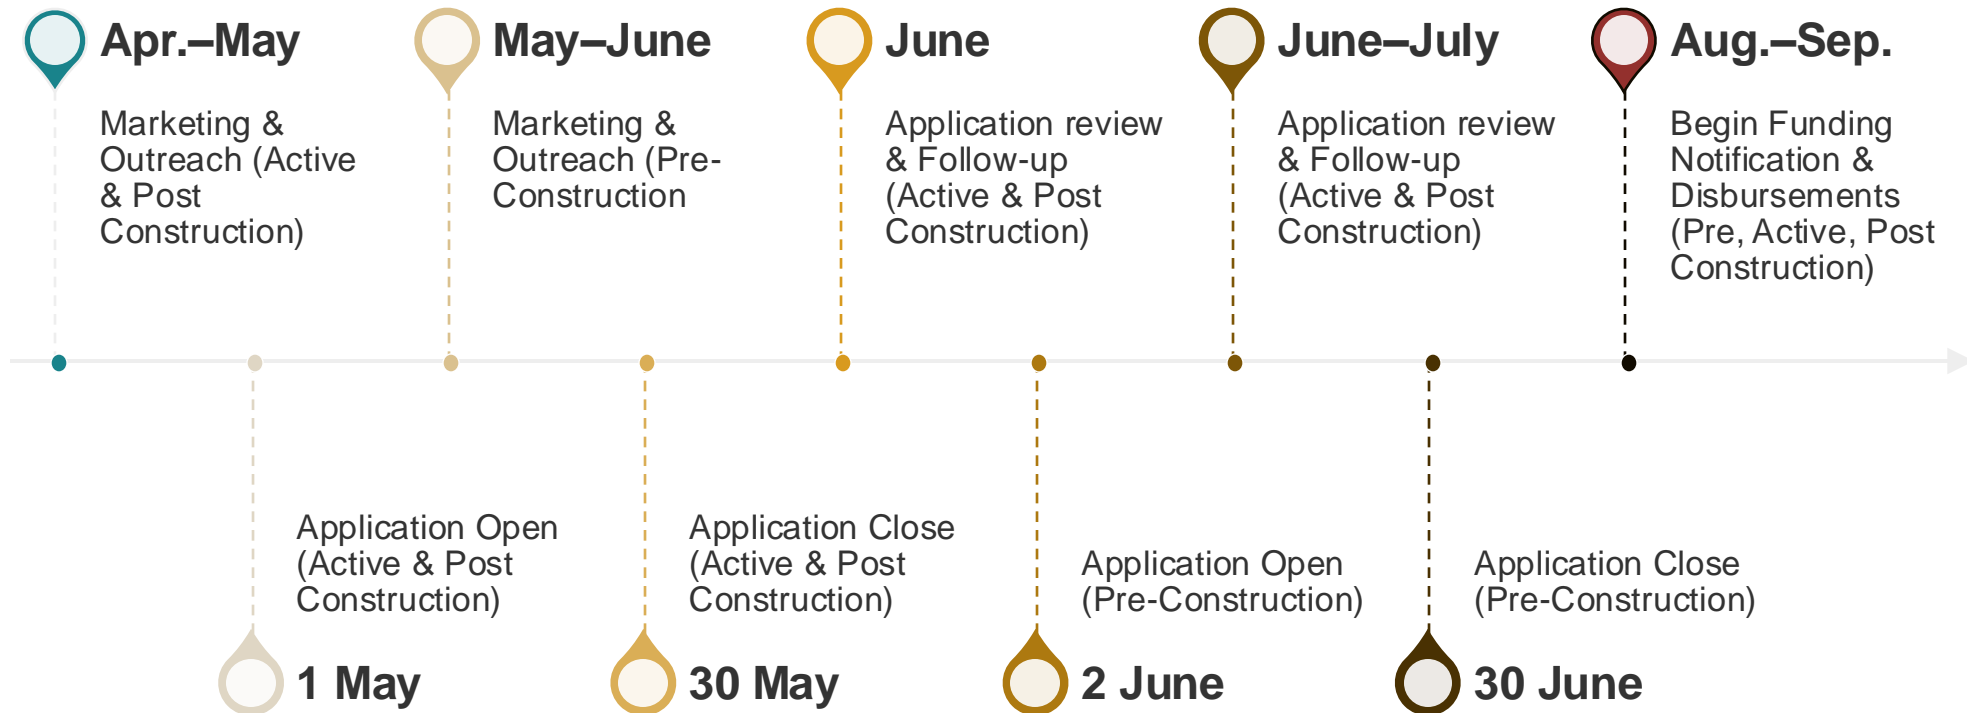 Apr.–May
Marketing &
Outreach (Active
& Post
Construction)
May–June
Marketing &
Outreach (Pre-
Construction
June
Application review
& Follow-up
(Active & Post
Construction)
June–July
Application review
& Follow-up
(Active & Post
Construction)
Aug.–Sep.
Begin Funding
Notification &
Disbursements
(Pre, Active, Post
Construction)
Application Open
(Active & Post
Construction)
1 May
Application Close
(Active & Post
Construction)
30 May
Application Open
(Pre-Construction)
2 June
Application Close
(Pre-Construction)
30 June